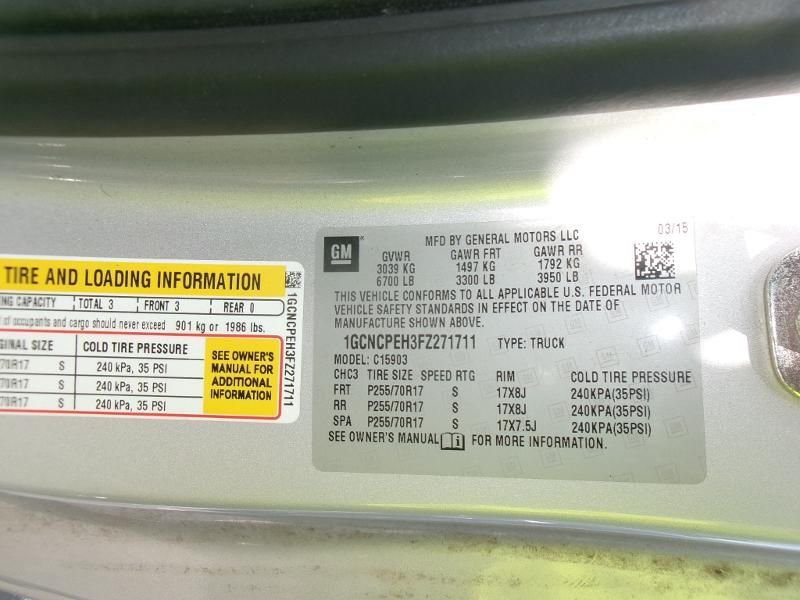 TIRE AND LOADING INFORMATION
CAPACITY TOTAL 3 FRONT 3 REAR 0
of occupants and cargo should never exceed 901 kg or 1986 lbs.
SIZE COLD TIRE PRESSURE
70R17 S 240 kPa, 35 PSI
70R17 S 240 kPa, 35 PSI
70R17 S 240 kPa, 35 PSI
SEE OWNER'S
MANUAL FOR
ADDITIONAL
INFORMATION
1GCNCPEH3FZ271711
GM
MFD BY GENERAL MOTORS LLC 03/15
GVWR GAWR FRT GAWR RR
3039 KG 1497 KG 1792 KG
6700 LB 3300 LB 3950 LB
THIS VEHICLE CONFORMS TO ALL APPLICABLE U.S. FEDERAL MOTOR
VEHICLE SAFETY STANDARDS IN EFFECT ON THE DATE OF
MANUFACTURE SHOWN ABOVE.
1GCNCPEH3FZ271711 TYPE: TRUCK
MODEL: C15903
CHC3 TIRE SIZE SPEED RTG RIM COLD TIRE PRESSURE
FRT P255/70R17 S 17X8J 240KPA(35PSI)
RR P255/70R17 S 17X8J 240KPA(35PSI)
SPA P255/70R17 S 17X7.5J 240KPA(35PSI)
SEE OWNER'S MANUAL FOR MORE INFORMATION.